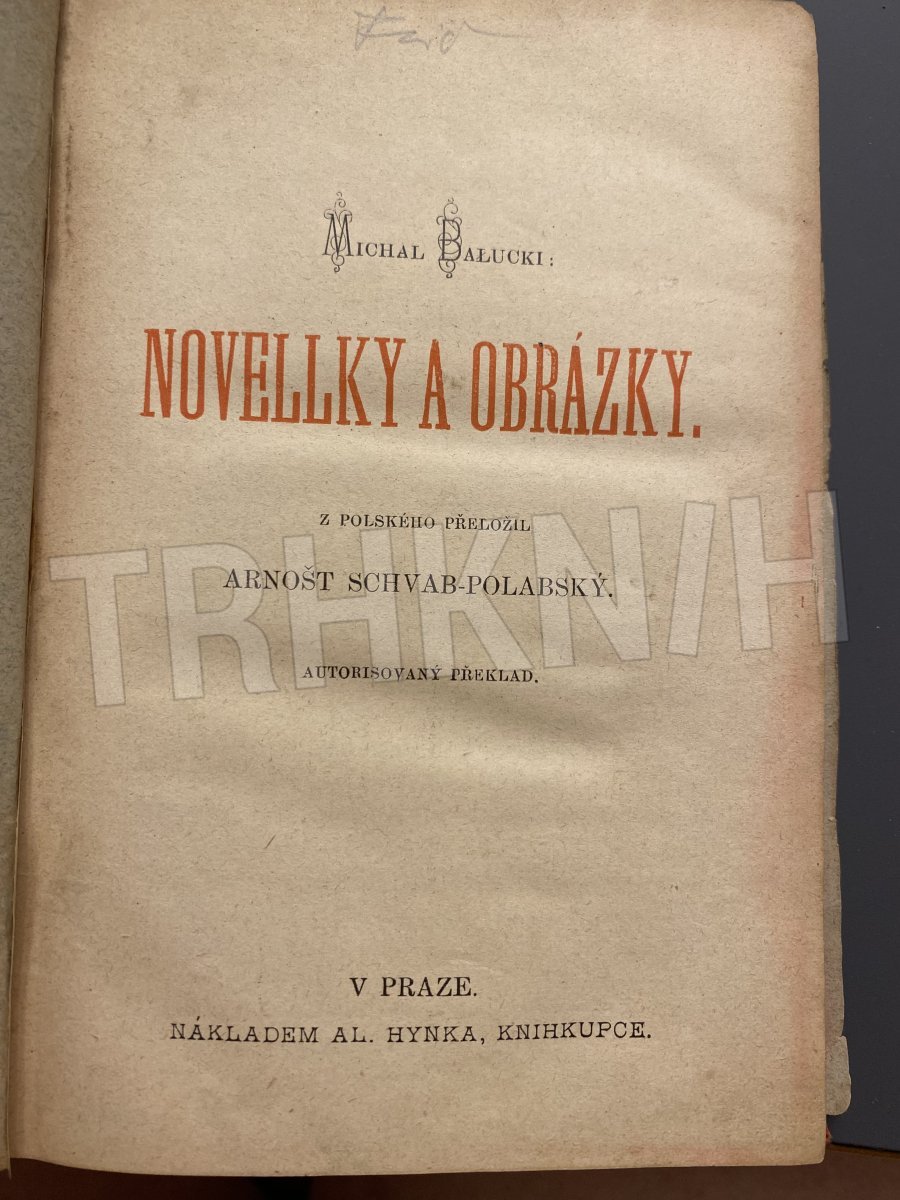 Michal Bałucki:
NOVELLKY A OBRÁZKY.
Z POLSKÉHO PŘELOŽIL
ARNOŠT SCHVAB-POLABSKÝ.
TRHKNIH
AUTORISOVANÝ PŘEKLAD.
V PRAZE.
NÁKLADEM AL. HYNKA, KNIHKUPCE.